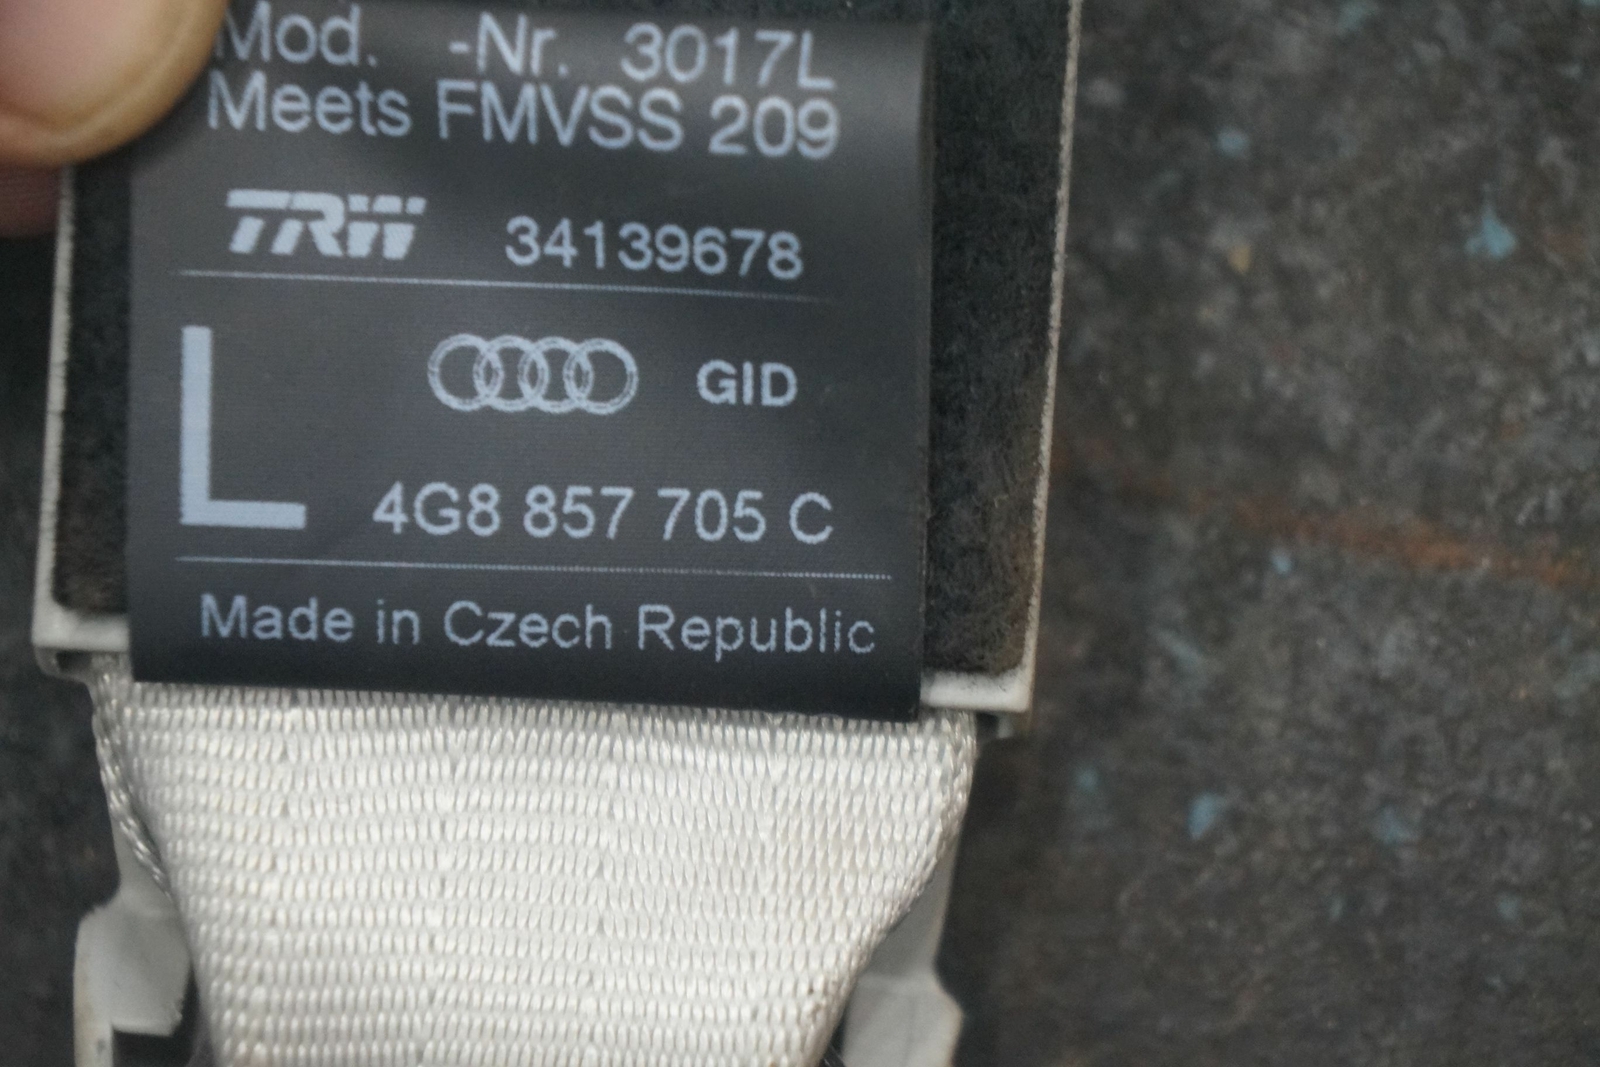 Mod. -Nr. 3017L
Meets FMVSS 209
TRW 34139678
L
GID
4G8 857 705 C
Made in Czech Republic